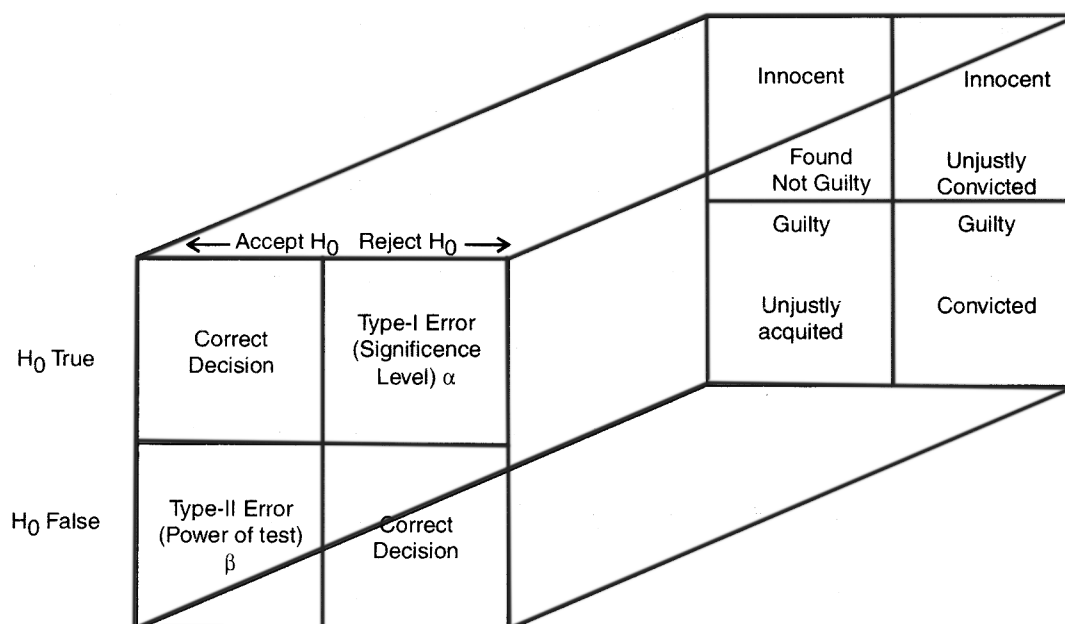 Innocent
Innocent
Found
Not Guilty
Unjustly
Convicted
Guilty
Guilty
Unjustly
acquited
Convicted
← Accept H0 Reject H0 →
H0 True
Correct
Decision
Type-I Error
(Significence
Level) α
H0 False
Type-II Error
(Power of test)
β
Correct
Decision